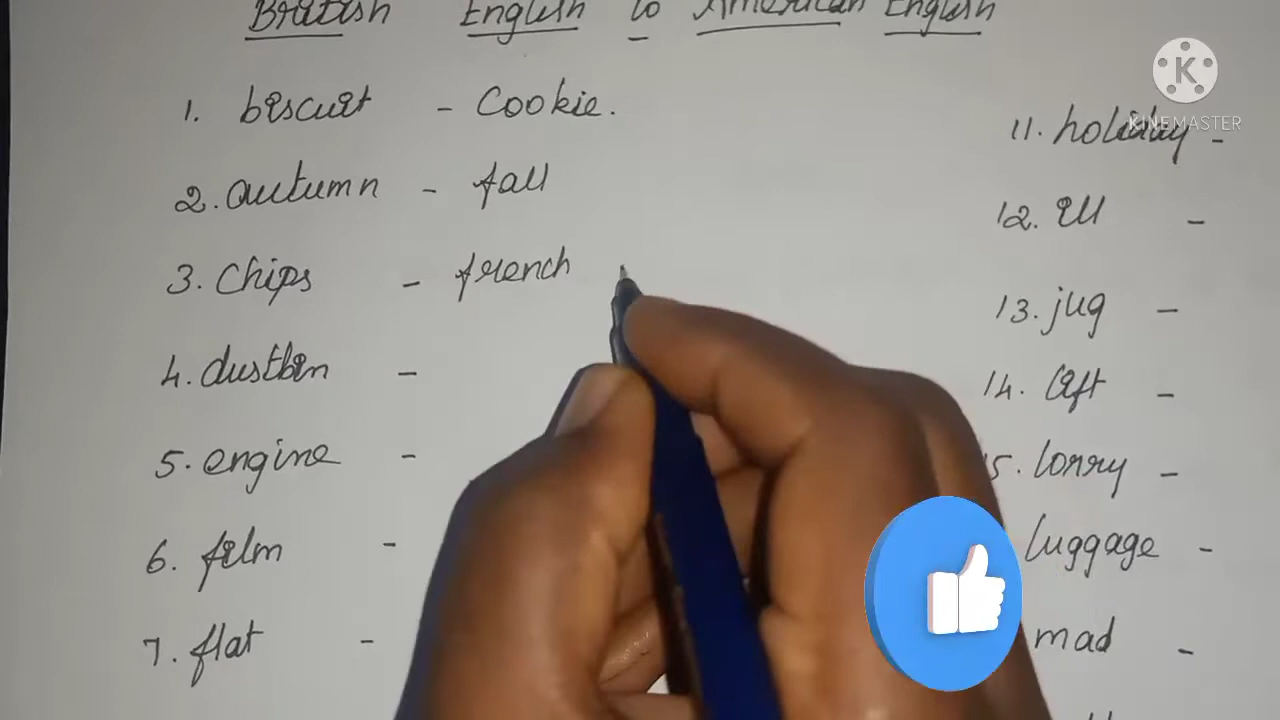 British English to American English
1. biscuit - Cookie.
2. autumn - fall
3. Chips - french
4. dustbin -
5. engine -
6. film -
7. flat -
KINEMASTER
11. holiday -
12. ill -
13. jug -
14. lift -
15. lorry -
luggage -
mad -